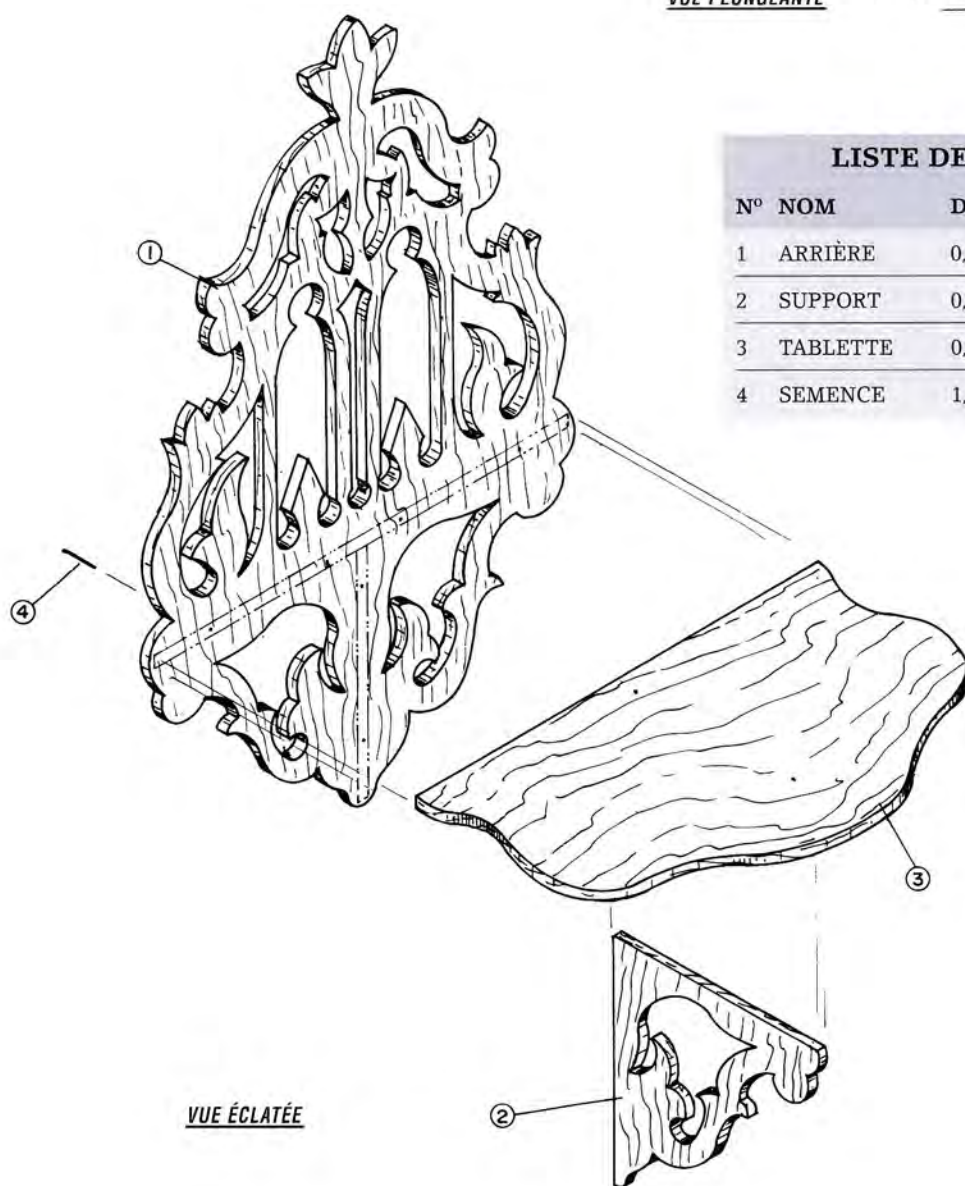 VUE PLONGEANTE
LISTE DE
Nº NOM D
1 ARRIÈRE 0,
2 SUPPORT 0,
3 TABLETTE 0,
4 SEMENCE 1,
1
4
3
2
VUE ÉCLATÉE